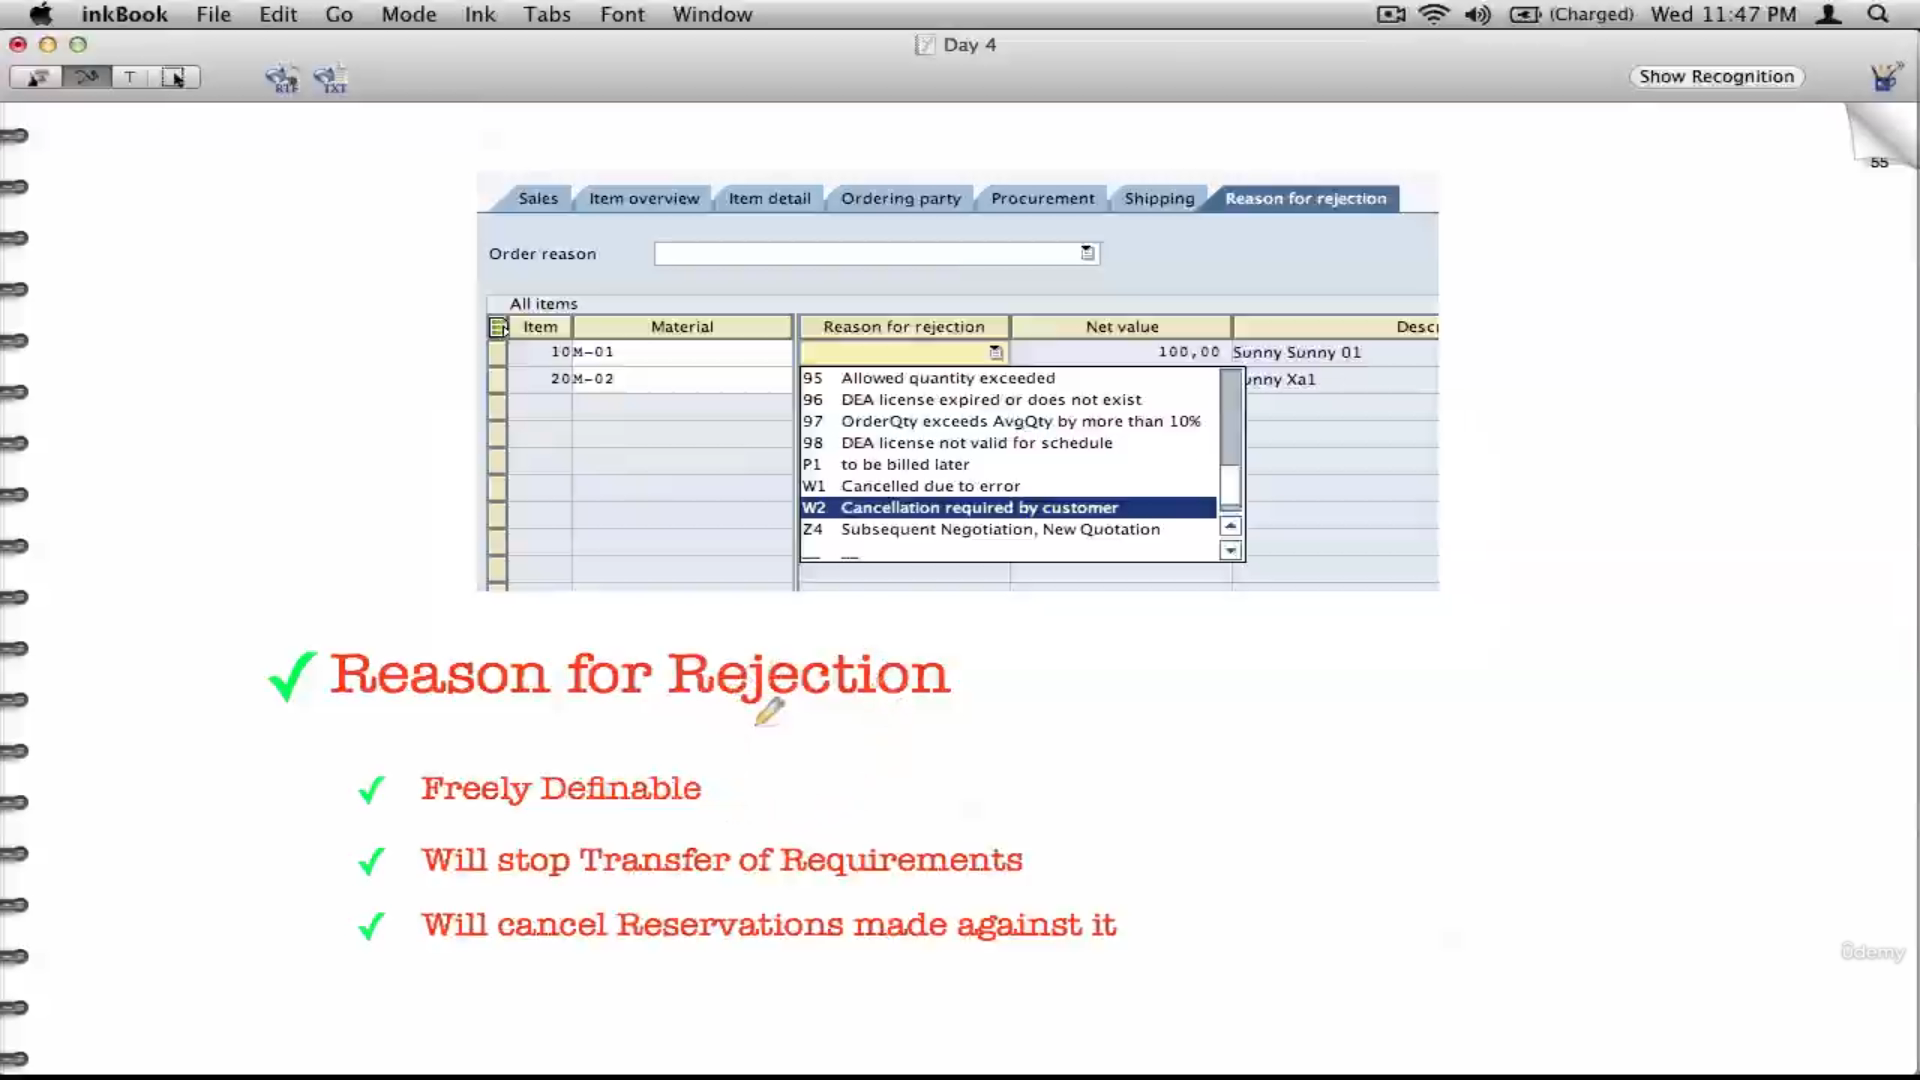 inkBook File Edit Go Mode Ink Tabs Font Window (Charged) Wed 11:47 PM
Day 4
T RTF TXT Show Recognition
55
Sales Item overview Item detail Ordering party Procurement Shipping Reason for rejection
Order reason
All items
Item Material Reason for rejection Net value Descr
10 M-01 100,00 Sunny Sunny 01
20 M-02 unny Xa1
95 Allowed quantity exceeded
96 DEA license expired or does not exist
97 OrderQty exceeds AvgQty by more than 10%
98 DEA license not valid for schedule
P1 to be billed later
W1 Cancelled due to error
W2 Cancellation required by customer
Z4 Subsequent Negotiation, New Quotation
✓ Reason for Rejection
✓ Freely Definable
✓ Will stop Transfer of Requirements
✓ Will cancel Reservations made against it
ûdemy